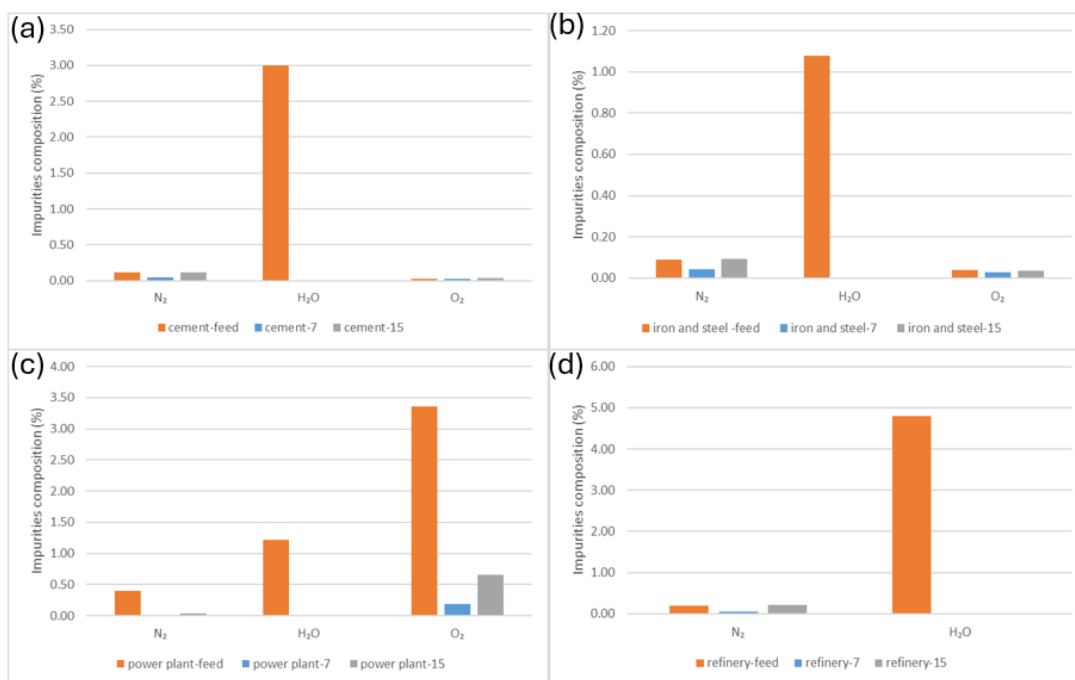 (a)
Impurities composition (%)
3.50
3.00
2.50
2.00
1.50
1.00
0.50
0.00
N₂ H₂O O₂
cement-feed cement-7 cement-15
(b)
Impurities composition (%)
1.20
1.00
0.80
0.60
0.40
0.20
0.00
N₂ H₂O O₂
iron and steel -feed iron and steel-7 iron and steel-15
(c)
Impurities composition (%)
4.00
3.50
3.00
2.50
2.00
1.50
1.00
0.50
0.00
N₂ H₂O O₂
power plant-feed power plant-7 power plant-15
(d)
Impurities composition (%)
6.00
5.00
4.00
3.00
2.00
1.00
0.00
N₂ H₂O
refinery-feed refinery-7 refinery-15